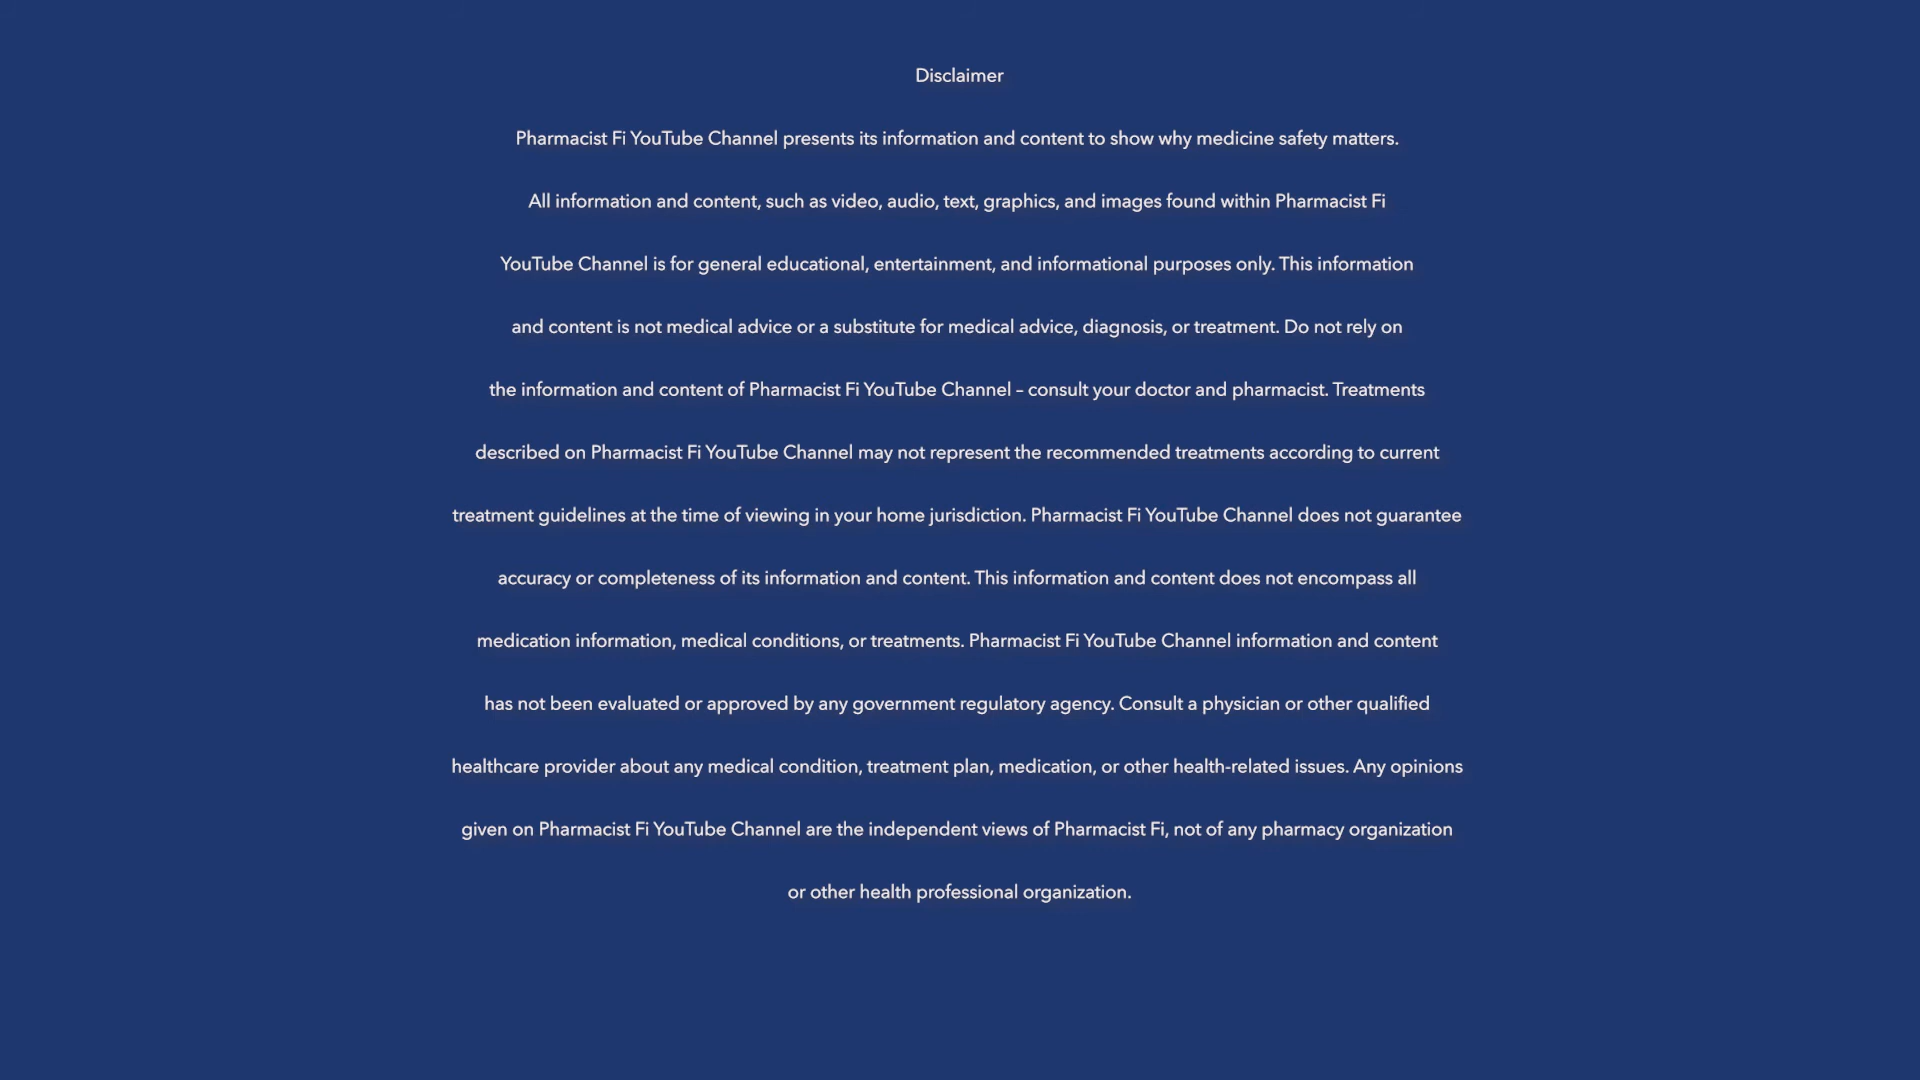 Disclaimer
Pharmacist Fi YouTube Channel presents its information and content to show why medicine safety matters.
All information and content, such as video, audio, text, graphics, and images found within Pharmacist Fi
YouTube Channel is for general educational, entertainment, and informational purposes only. This information
and content is not medical advice or a substitute for medical advice, diagnosis, or treatment. Do not rely on
the information and content of Pharmacist Fi YouTube Channel – consult your doctor and pharmacist. Treatments
described on Pharmacist Fi YouTube Channel may not represent the recommended treatments according to current
treatment guidelines at the time of viewing in your home jurisdiction. Pharmacist Fi YouTube Channel does not guarantee
accuracy or completeness of its information and content. This information and content does not encompass all
medication information, medical conditions, or treatments. Pharmacist Fi YouTube Channel information and content
has not been evaluated or approved by any government regulatory agency. Consult a physician or other qualified
healthcare provider about any medical condition, treatment plan, medication, or other health-related issues. Any opinions
given on Pharmacist Fi YouTube Channel are the independent views of Pharmacist Fi, not of any pharmacy organization
or other health professional organization.